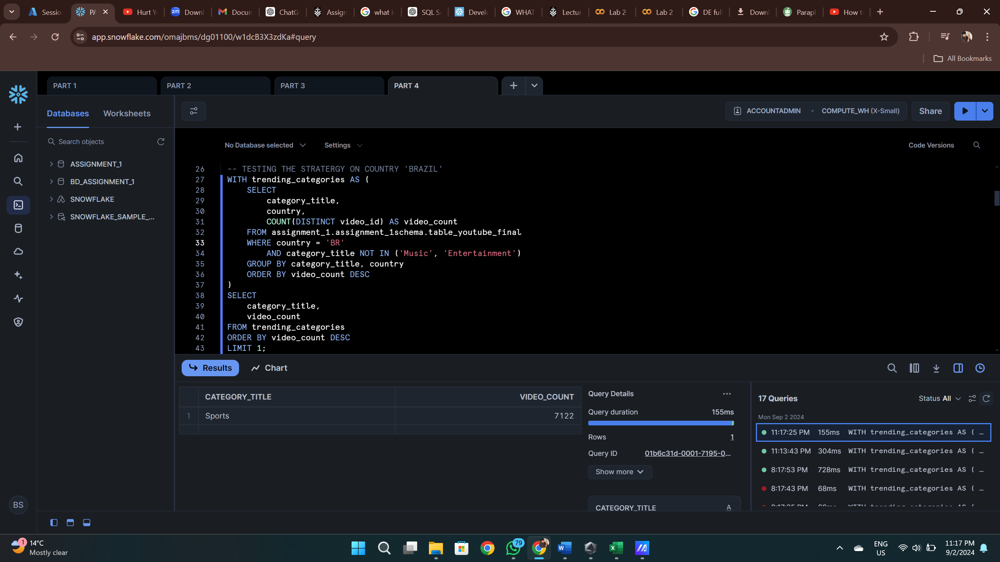 Sessio
PA
Hurt Y
Downl
Docum
ChatG
Assign
what is
SQL Se
Develo
WHAT
Lectur
Lab 2
Lab 2
DE full
Downl
Paraph
How t
app.snowflake.com/omajbms/dg01100/w1dcB3X3zdKa#query
All Bookmarks
PART 1
PART 2
PART 3
PART 4
Databases
Worksheets
ACCOUNTADMIN
COMPUTE_WH (X-Small)
Share
Search objects
No Database selected
Settings
Code Versions
ASSIGNMENT_1
BD_ASSIGNMENT_1
SNOWFLAKE
SNOWFLAKE_SAMPLE_...
26 -- TESTING THE STRATERGY ON COUNTRY 'BRAZIL'
27 WITH trending_categories AS (
28 SELECT
29 category_title,
30 country,
31 COUNT(DISTINCT video_id) AS video_count
32 FROM assignment_1.assignment_1schema.table_youtube_final
33 WHERE country = 'BR'
34 AND category_title NOT IN ('Music', 'Entertainment')
35 GROUP BY category_title, country
36 ORDER BY video_count DESC
37 )
38 SELECT
39 category_title,
40 video_count
41 FROM trending_categories
42 ORDER BY video_count DESC
43 LIMIT 1;
Results
Chart
CATEGORY_TITLE VIDEO_COUNT
1 Sports 7122
Query Details
...
Query duration 155ms
Rows 1
Query ID 01b6c31d-0001-7195-0...
Show more
CATEGORY_TITLE A
17 Queries
Status All
Mon Sep 2 2024
11:17:25 PM 155ms WITH trending_categories AS ( ...
11:13:43 PM 304ms WITH trending_categories AS ( ...
8:17:53 PM 728ms WITH trending_categories AS ( ...
8:17:43 PM 68ms WITH trending_categories AS ( ...
BS
1
14°C
Mostly clear
79
ENG
US
11:17 PM
9/2/2024